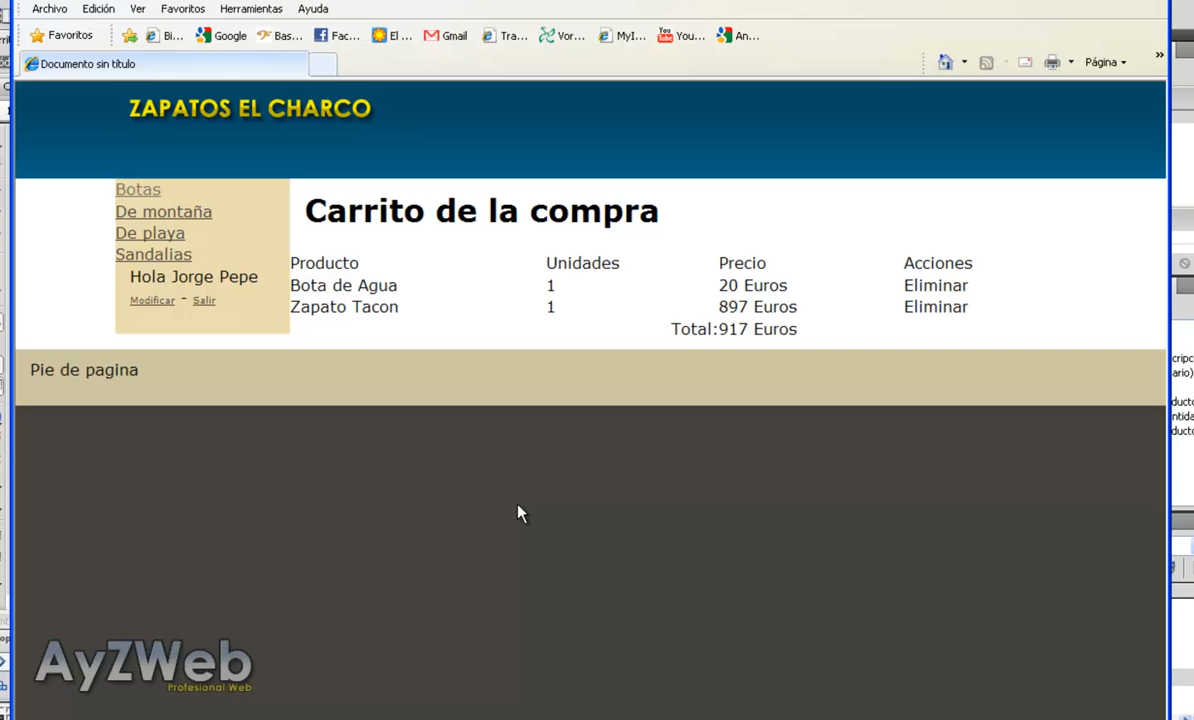 Archivo Edición Ver Favoritos Herramientas Ayuda
Favoritos Bi... Google Bas... Fac... El ... Gmail Tra... Vor... MyI... You... An...
Documento sin título Página
ZAPATOS EL CHARCO
Botas
De montaña
De playa
Sandalias
Hola Jorge Pepe
Modificar - Salir
Carrito de la compra
Producto Unidades Precio Acciones
Bota de Agua 1 20 Euros Eliminar
Zapato Tacon 1 897 Euros Eliminar
Total:917 Euros
Pie de pagina
AyZWeb
Profesional Web